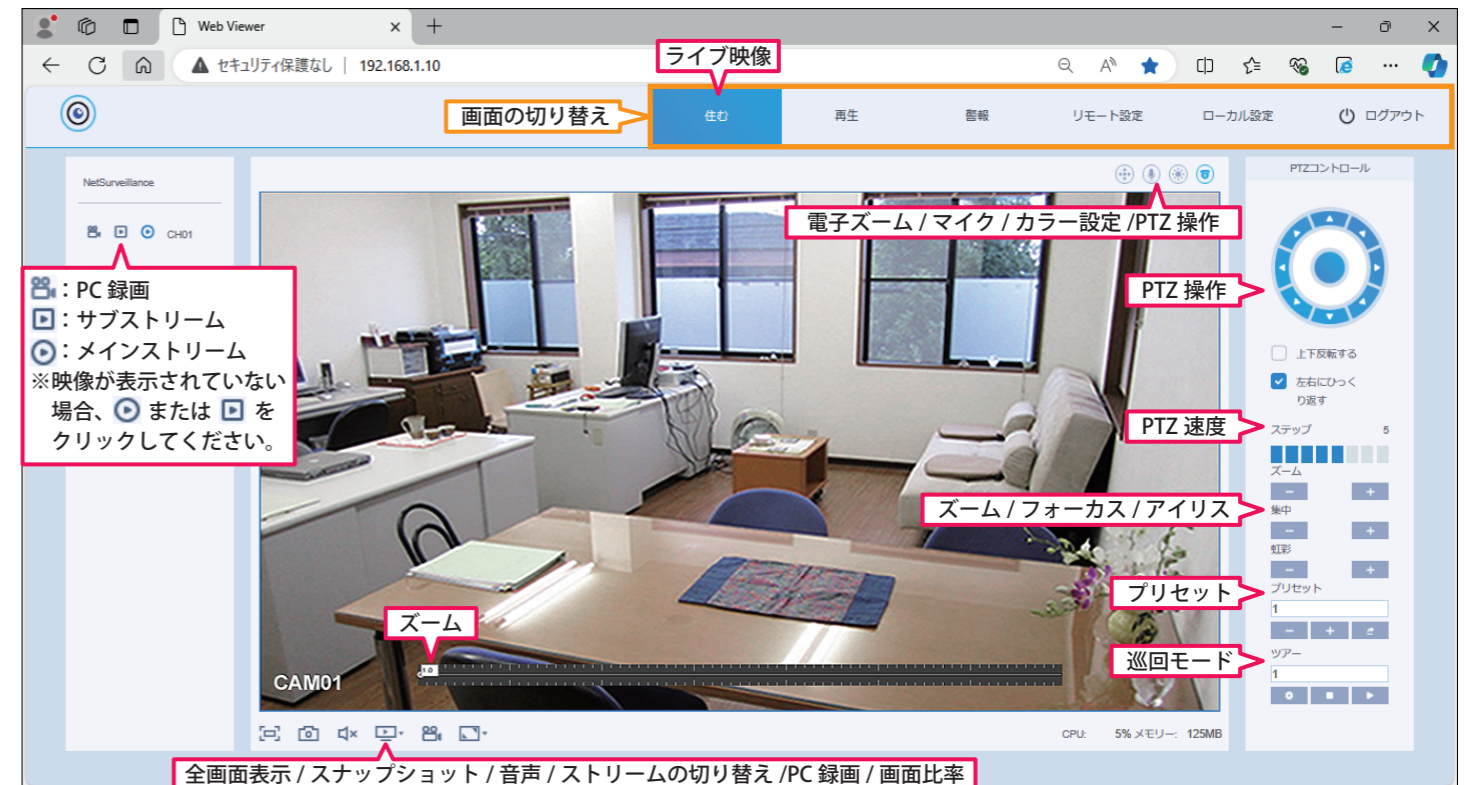 Web Viewer
セキュリティ保護なし | 192.168.1.10
ライブ映像
画面の切り替え
住む 再生 警報 リモート設定 ローカル設定 ログアウト
NetSurveillance
CH01
：PC 録画
：サブストリーム
：メインストリーム
※映像が表示されていない
場合、 または を
クリックしてください。
電子ズーム / マイク / カラー設定 /PTZ 操作
PTZコントロール
PTZ 操作
上下反転する
左右にひっく
り返す
PTZ 速度
ステップ 5
ズーム
ズーム / フォーカス / アイリス
集中
虹彩
プリセット
プリセット
1
巡回モード
ツアー
1
ズーム
1.0
CAM01
CPU: 5% メモリー: 125MB
全画面表示 / スナップショット / 音声 / ストリームの切り替え /PC 録画 / 画面比率